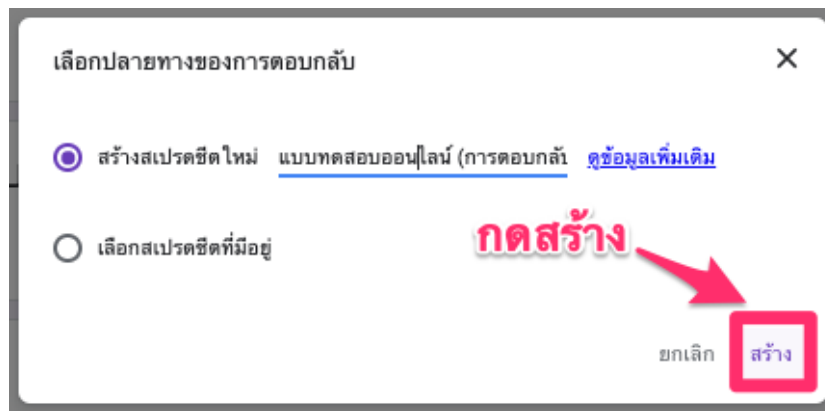 เลือกปลายทางของการตอบกลับ
สร้างสเปรดชีตใหม่ แบบทดสอบออนไลน์ (การตอบกลับ ดูข้อมูลเพิ่มเติม
เลือกสเปรดชีตที่มีอยู่
กดสร้าง
ยกเลิก สร้าง